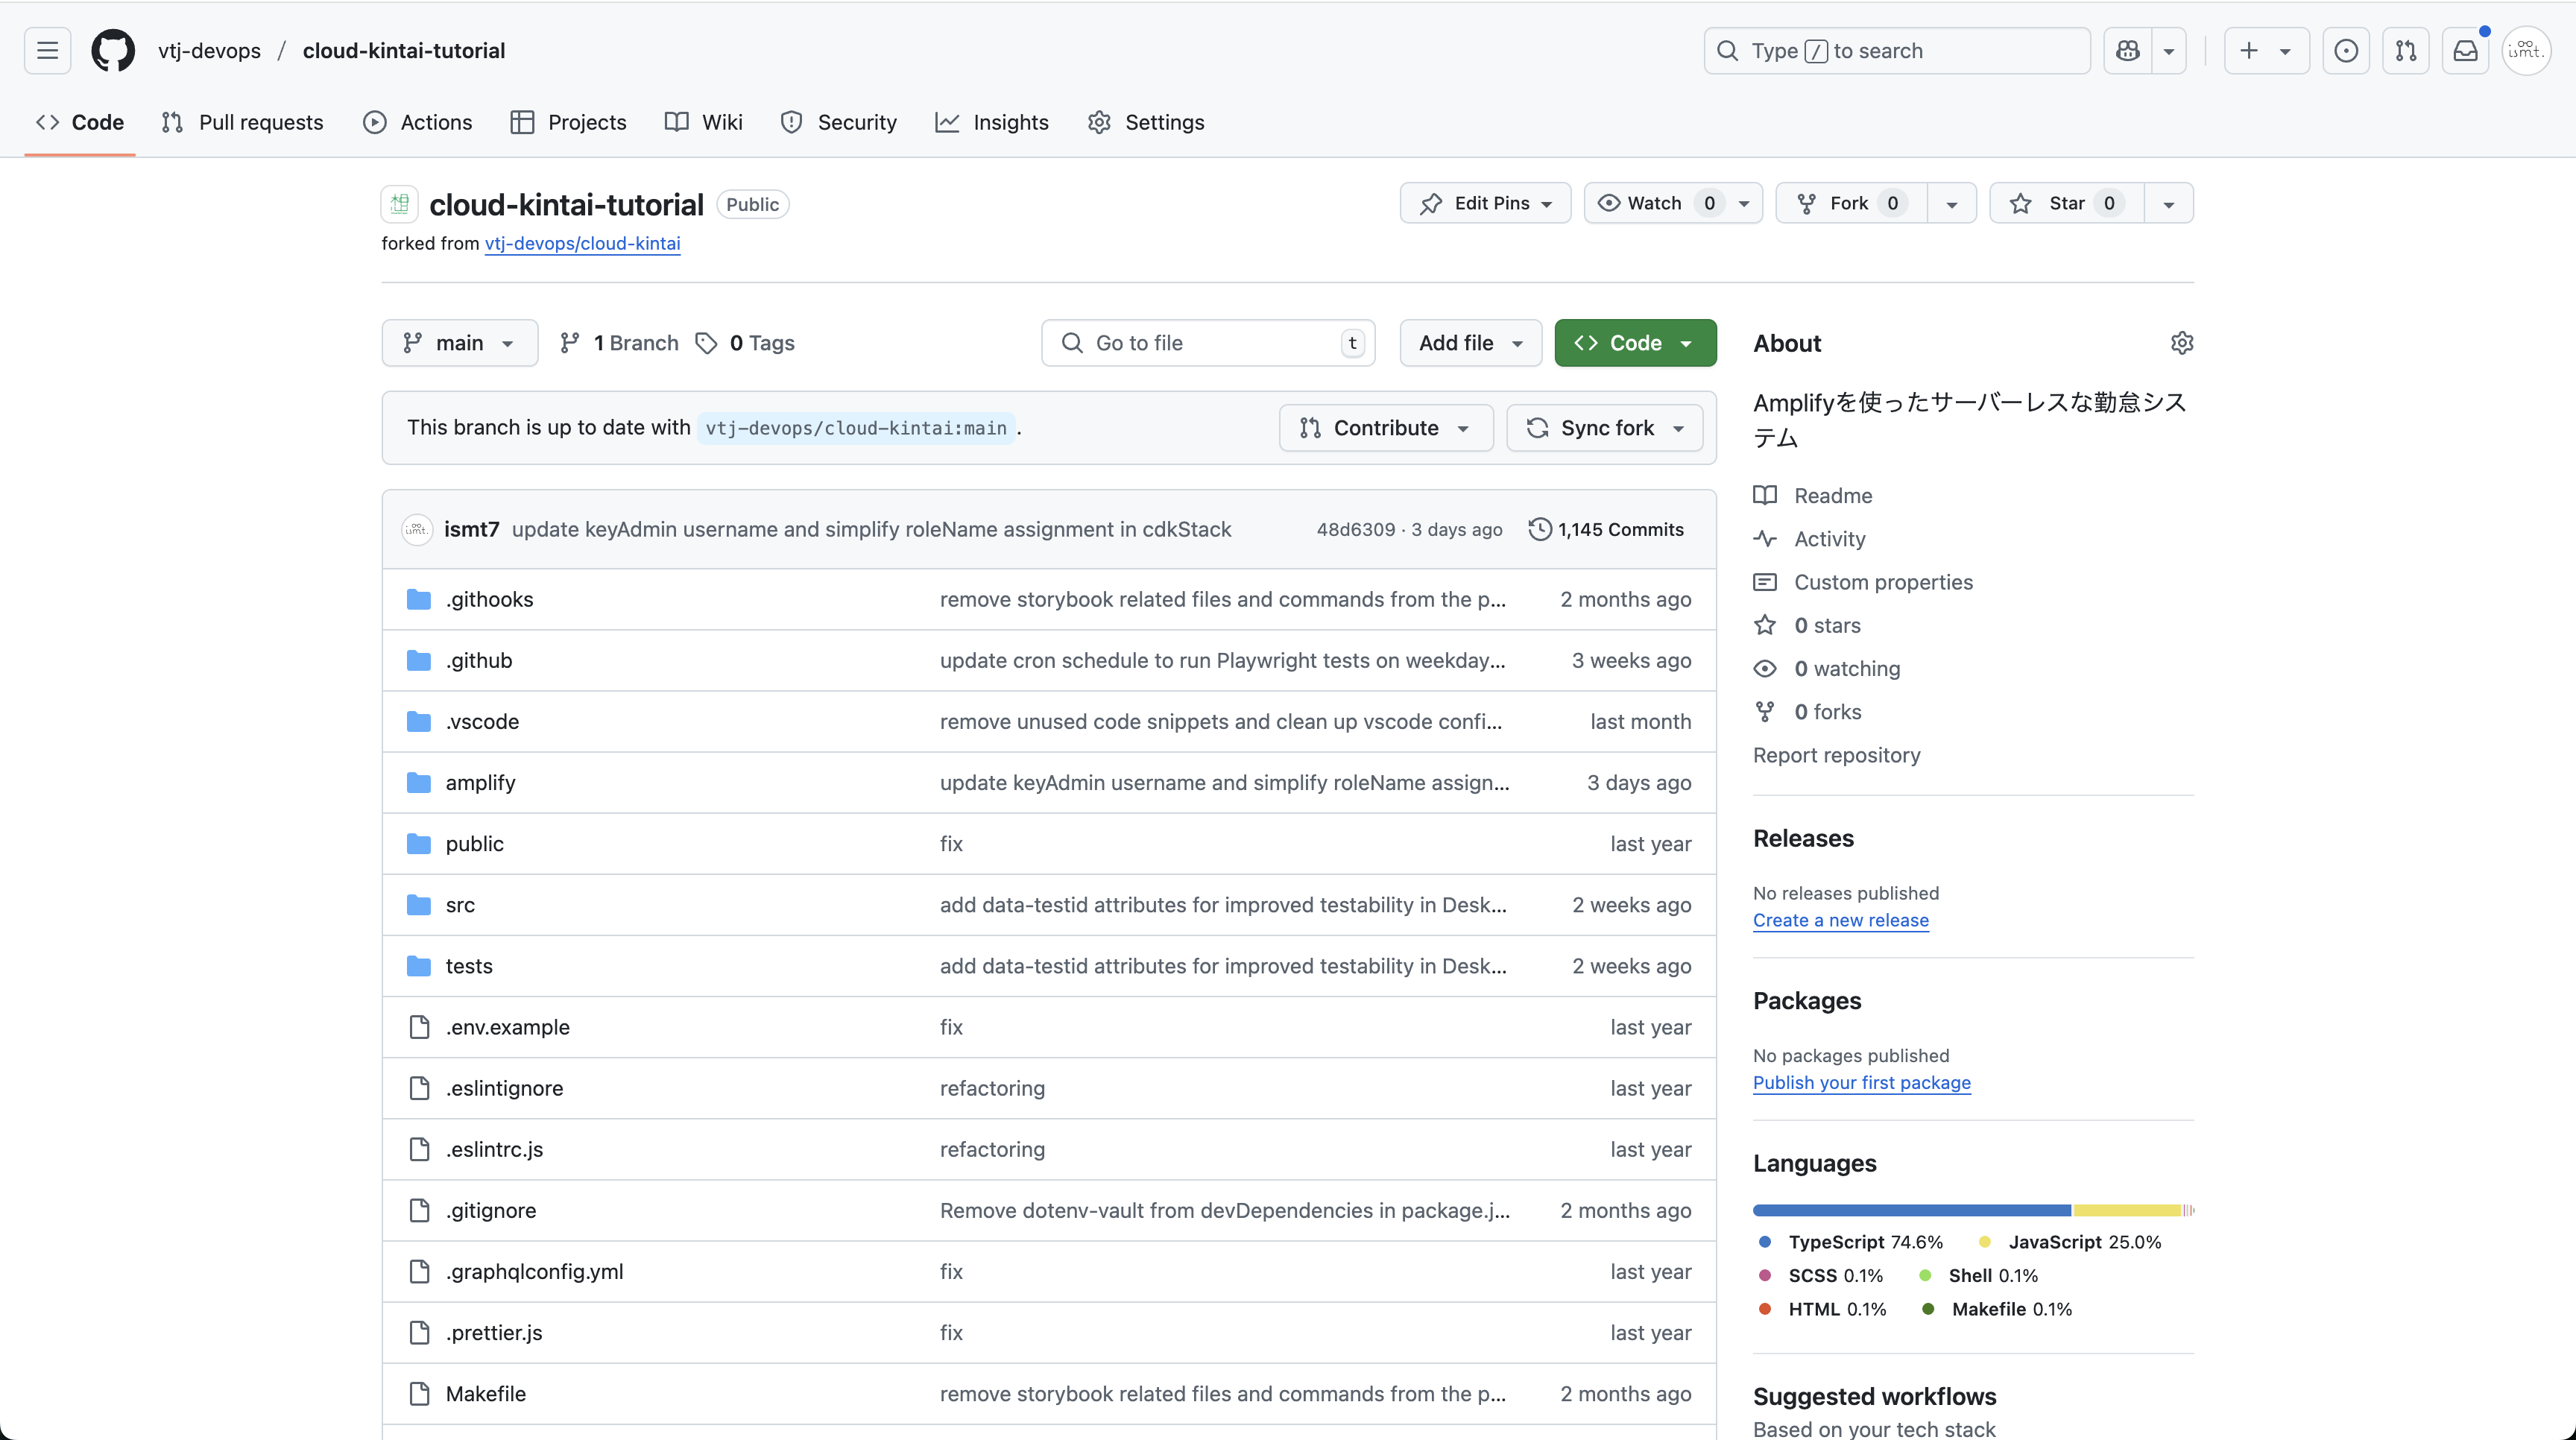 vtj-devops / cloud-kintai-tutorial
Type / to search
Code Pull requests Actions Projects Wiki Security Insights Settings
cloud-kintai-tutorial Public
Edit Pins Watch 0 Fork 0 Star 0
forked from vtj-devops/cloud-kintai
main 1 Branch 0 Tags Go to file t Add file Code
This branch is up to date with vtj-devops/cloud-kintai:main . Contribute Sync fork
ismt. ismt7 update keyAdmin username and simplify roleName assignment in cdkStack 48d6309 · 3 days ago 1,145 Commits
.githooks remove storybook related files and commands from the p... 2 months ago
.github update cron schedule to run Playwright tests on weekday... 3 weeks ago
.vscode remove unused code snippets and clean up vscode confi... last month
amplify update keyAdmin username and simplify roleName assign... 3 days ago
public fix last year
src add data-testid attributes for improved testability in Desk... 2 weeks ago
tests add data-testid attributes for improved testability in Desk... 2 weeks ago
.env.example fix last year
.eslintignore refactoring last year
.eslintrc.js refactoring last year
.gitignore Remove dotenv-vault from devDependencies in package.j... 2 months ago
.graphqlconfig.yml fix last year
.prettier.js fix last year
Makefile remove storybook related files and commands from the p... 2 months ago
About
Amplifyを使ったサーバーレスな勤怠シス
テム
Readme
Activity
Custom properties
0 stars
0 watching
0 forks
Report repository
Releases
No releases published
Create a new release
Packages
No packages published
Publish your first package
Languages
TypeScript 74.6% JavaScript 25.0%
SCSS 0.1% Shell 0.1%
HTML 0.1% Makefile 0.1%
Suggested workflows
Based on your tech stack